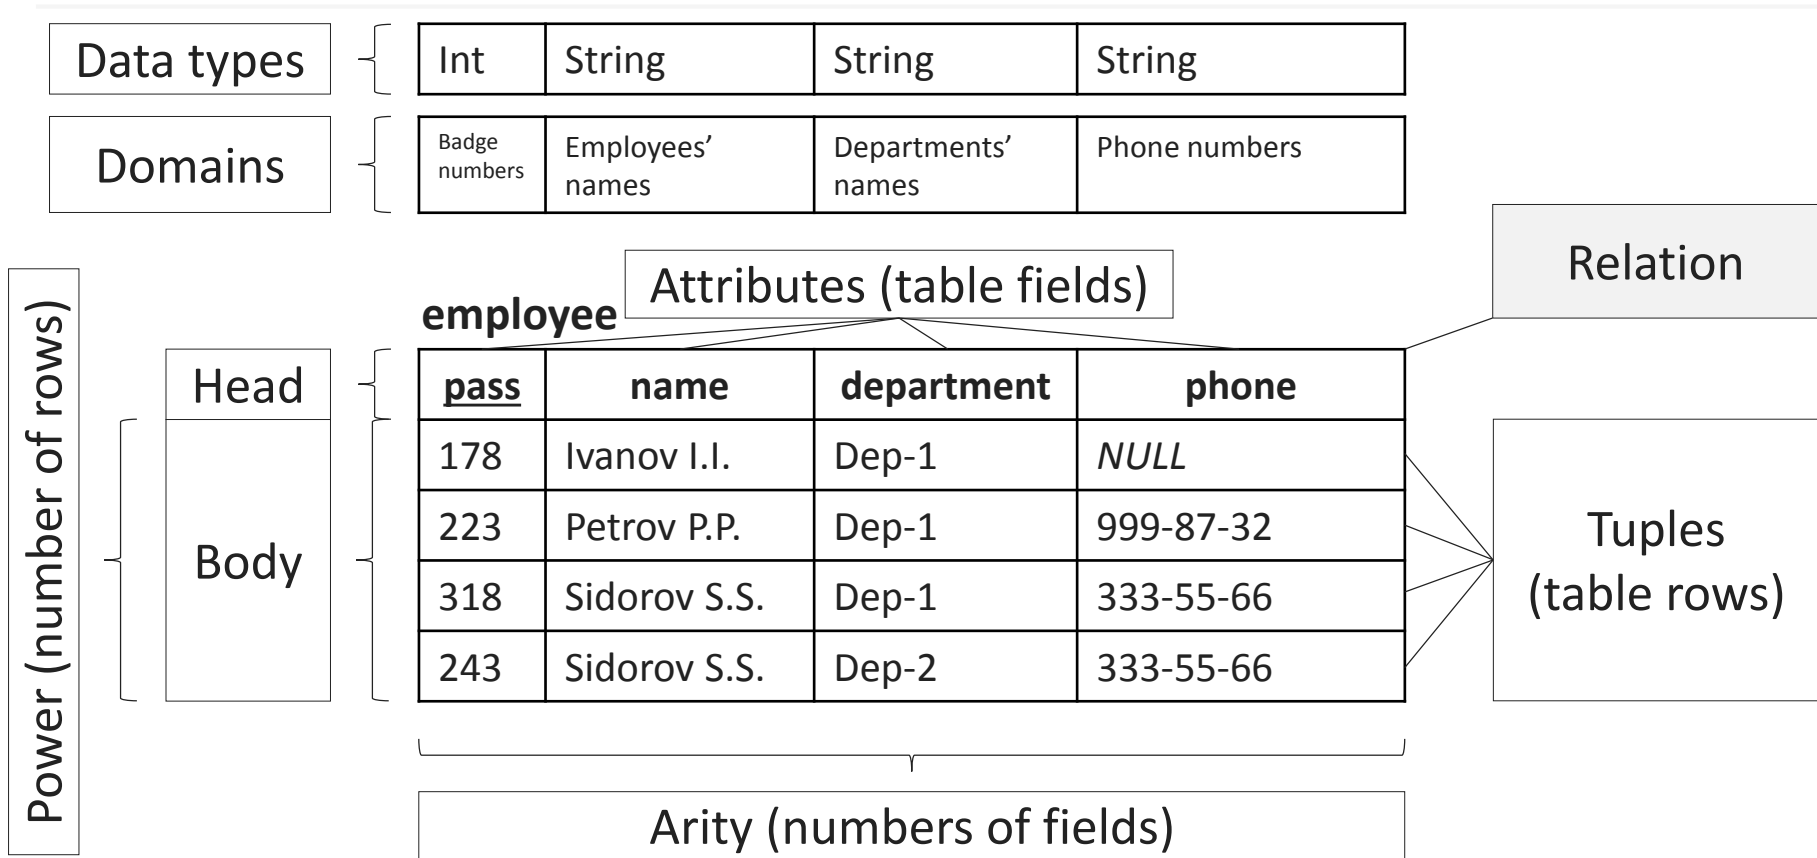 Data types
Int String String String
Domains
Badge numbers
Employees’ names
Departments’ names
Phone numbers
Relation
Attributes (table fields)
employee
Power (number of rows)
Head
pass name department phone
Body
178 Ivanov I.I. Dep-1 NULL
223 Petrov P.P. Dep-1 999-87-32
318 Sidorov S.S. Dep-1 333-55-66
243 Sidorov S.S. Dep-2 333-55-66
Tuples
(table rows)
Arity (numbers of fields)